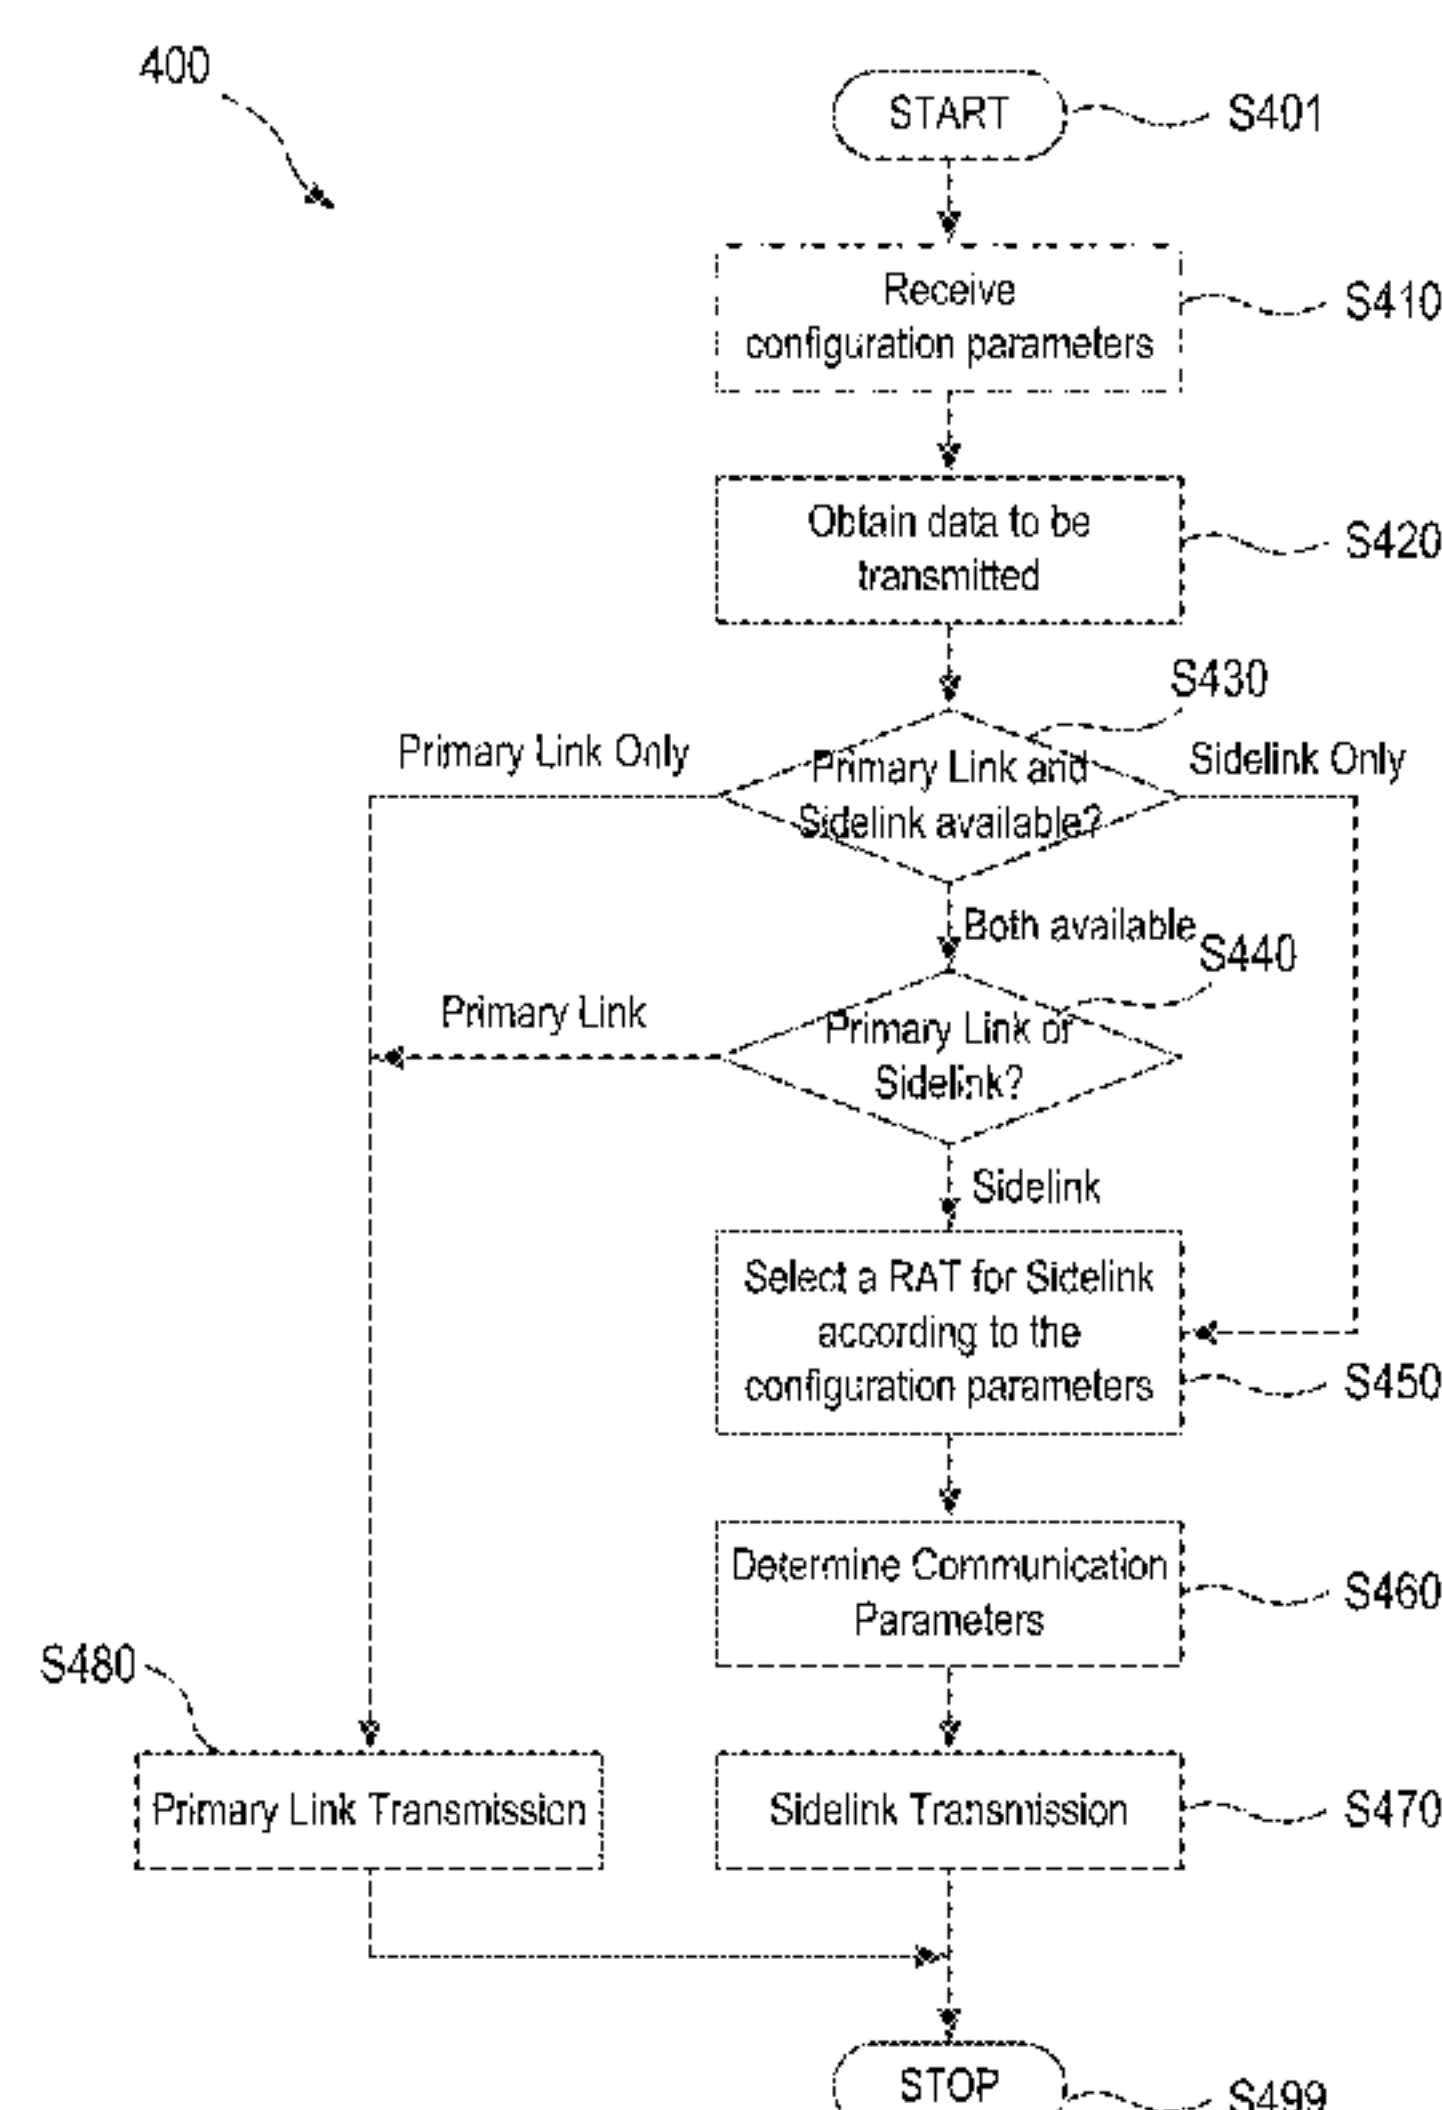 400
START
S401
Receive
configuration parameters
S410
Obtain data to be
transmitted
S420
S430
Primary Link Only
Primary Link and
Sidelink available?
Sidelink Only
Both available
S440
Primary Link
Primary Link or
Sidelink?
Sidelink
Select a RAT for Sidelink
according to the
configuration parameters
S450
Determine Communication
Parameters
S460
S480
Primary Link Transmission
Sidelink Transmission
S470
STOP
S499